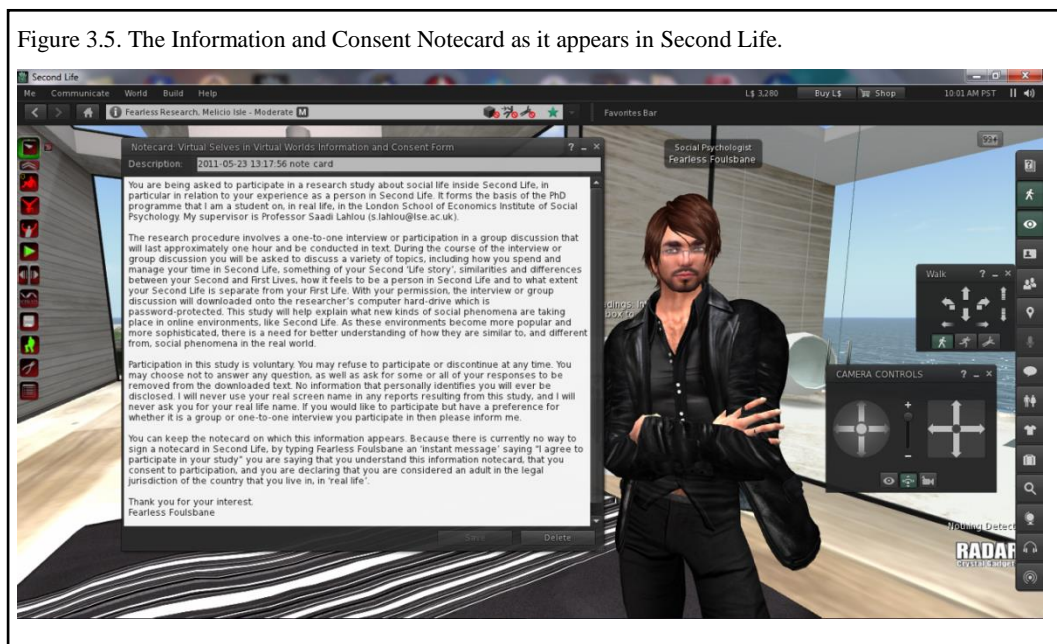 Figure 3.5. The Information and Consent Notecard as it appears in Second Life.
Second Life
Me Communicate World Build Help
L$ 3,280 Buy L$ Shop 10:01 AM PST
Fearless Research, Melicio Isle - Moderate M
Favorites Bar
Notecard: Virtual Selves in Virtual Worlds Information and Consent Form ? - ×
Description: 2011-05-23 13:17:56 note card
You are being asked to participate in a research study about social life inside Second Life, in
particular in relation to your experience as a person in Second Life. It forms the basis of the PhD
programme that I am a student on, in real life, in the London School of Economics Institute of Social
Psychology. My supervisor is Professor Saadi Lahlou (s.lahlou@lse.ac.uk).
The research procedure involves a one-to-one interview or participation in a group discussion that
will last approximately one hour and be conducted in text. During the course of the interview or
group discussion you will be asked to discuss a variety of topics, including how you spend and
manage your time in Second Life, something of your Second 'Life story', similarities and differences
between your Second and First Lives, how it feels to be a person in Second Life and to what extent
your Second Life is separate from your First Life. With your permission, the interview or group
discussion will downloaded onto the researcher's computer hard-drive which is
password-protected. This study will help explain what new kinds of social phenomena are taking
place in online environments, like Second Life. As these environments become more popular and
more sophisticated, there is a need for better understanding of how they are similar to, and different
from, social phenomena in the real world.
Participation in this study is voluntary. You may refuse to participate or discontinue at any time. You
may choose not to answer any question, as well as ask for some or all of your responses to be
removed from the downloaded text. No information that personally identifies you will ever be
disclosed. I will never use your real screen name in any reports resulting from this study, and I will
never ask you for your real life name. If you would like to participate but have a preference for
whether it is a group or one-to-one interview you participate in then please inform me.
You can keep the notecard on which this information appears. Because there is currently no way to
sign a notecard in Second Life, by typing Fearless Foulsbane an 'instant message' saying "I agree to
participate in your study" you are saying that you understand this information notecard, that you
consent to participation, and you are declaring that you are considered an adult in the legal
jurisdiction of the country that you live in, in 'real life'.
Thank you for your interest.
Fearless Foulsbane
Save Delete
Social Psychologist
Fearless Foulsbane
99+
Walk ? - ×
box to
CAMERA CONTROLS ? - ×
Nothing Detect
RADAR
Crystal Gadget